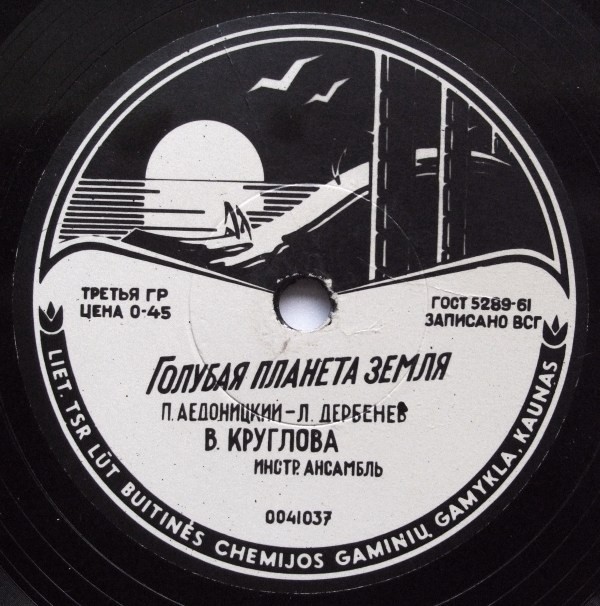 ТРЕТЬЯ ГР
ЦЕНА 0-45
ГОСТ 5289-61
ЗАПИСАНО ВСГ
ГОЛУБАЯ ПЛАНЕТА ЗЕМЛЯ
П. АЕДОНИЦКИЙ-Л. ДЕРБЕНЕВ
В. КРУГЛОВА
ИНСТР. АНСАМБЛЬ
0041037
LIET. TSR LŪT BUITINĖS CHEMIJOS GAMINIŲ GAMYKLA, KAUNAS